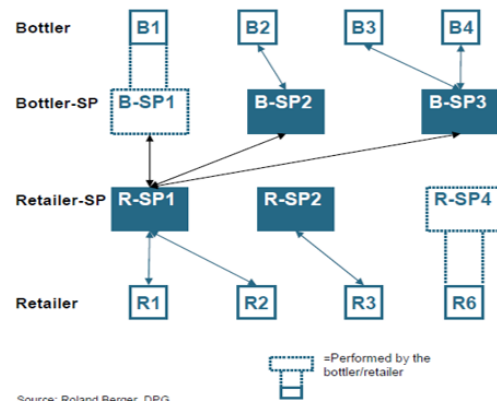 Bottler B1 B2 B3 B4
Bottler-SP B-SP1 B-SP2 B-SP3
Retailer-SP R-SP1 R-SP2 R-SP4
Retailer R1 R2 R3 R6
=Performed by the
bottler/retailer
Source: Roland Berger, DPG